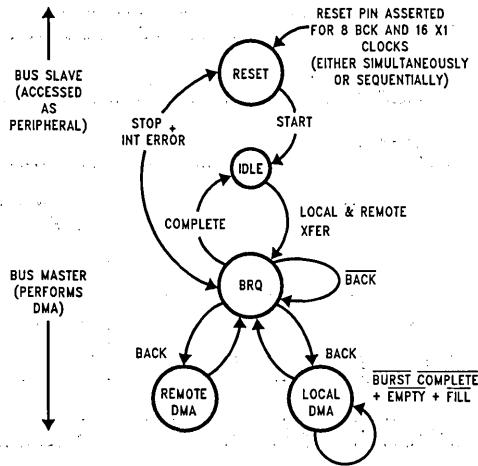 RESET PIN ASSERTED
FOR 8 BCK AND 16 X1
CLOCKS
(EITHER SIMULTANEOUSLY
OR SEQUENTIALLY)
BUS SLAVE
(ACCESSED
AS
PERIPHERAL)
RESET
STOP +
INT ERROR
START
IDLE
COMPLETE
LOCAL & REMOTE
XFER
BUS MASTER
(PERFORMS
DMA)
BRQ
BACK
BACK
BACK
REMOTE
DMA
LOCAL
DMA
BURST COMPLETE
+ EMPTY + FILL